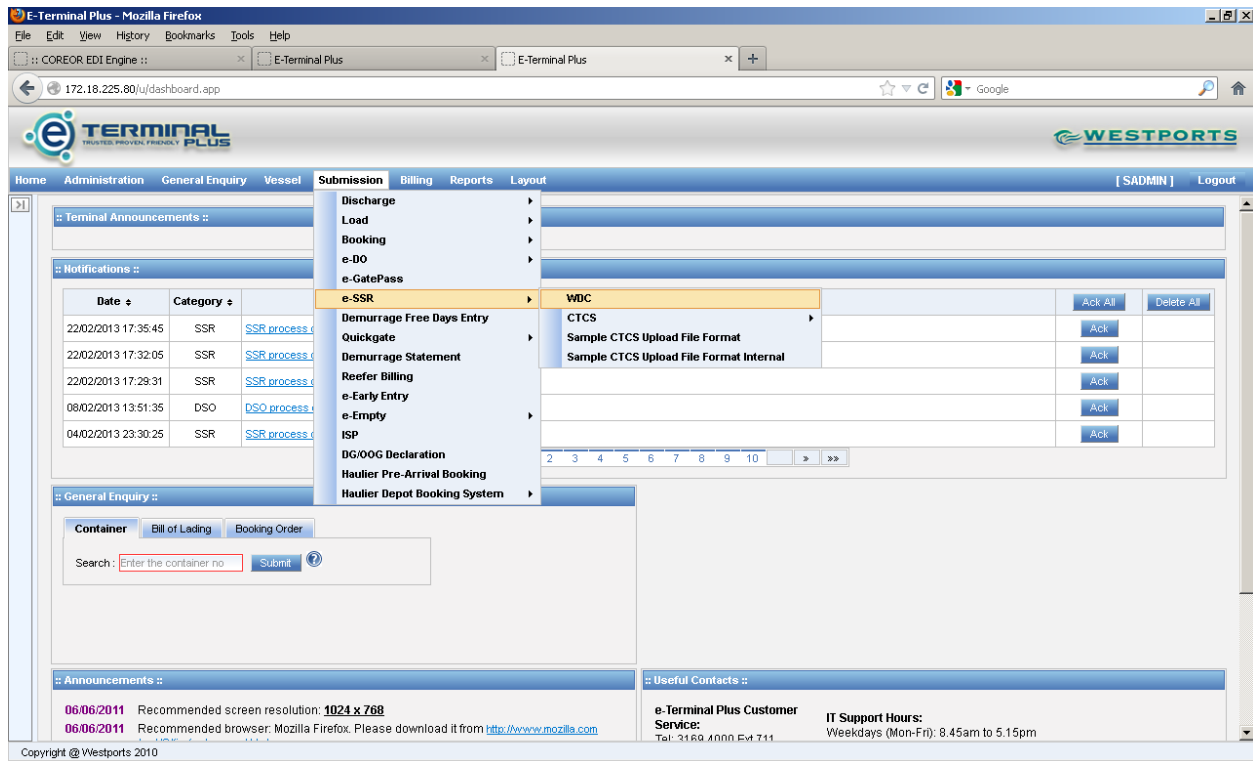 E-Terminal Plus - Mozilla Firefox
File Edit View History Bookmarks Tools Help
:: COREOR EDI Engine :: E-Terminal Plus E-Terminal Plus
172.18.225.80/u/dashboard.app Google
e TERMINAL PLUS
TRUSTED, PROVEN, FRIENDLY
WESTPORTS
Home Administration General Enquiry Vessel Submission Billing Reports Layout [ SADMIN ] Logout
Discharge
Load
Booking
e-DO
e-GatePass
e-SSR
Demurrage Free Days Entry
Quickgate
Demurrage Statement
Reefer Billing
e-Early Entry
e-Empty
ISP
DG/OOG Declaration
Haulier Pre-Arrival Booking
Haulier Depot Booking System
WDC
CTCS
Sample CTCS Upload File Format
Sample CTCS Upload File Format Internal
:: Teminal Announcements ::
:: Notifications ::
Date Category Ack All Delete All
22/02/2013 17:35:45 SSR SSR process Ack
22/02/2013 17:32:05 SSR SSR process Ack
22/02/2013 17:29:31 SSR SSR process Ack
08/02/2013 13:51:35 DSO DSO process Ack
04/02/2013 23:30:25 SSR SSR process Ack
2 3 4 5 6 7 8 9 10 » »»
:: General Enquiry ::
Container Bill of Lading Booking Order
Search : Enter the container no Submit ?
:: Announcements ::
06/06/2011 Recommended screen resolution: 1024 x 768
06/06/2011 Recommended browser: Mozilla Firefox. Please download it from http://www.mozilla.com
:: Useful Contacts ::
e-Terminal Plus Customer Service:
Tel: 3169 4000 Ext 711
IT Support Hours:
Weekdays (Mon-Fri): 8.45am to 5.15pm
Copyright @ Westports 2010